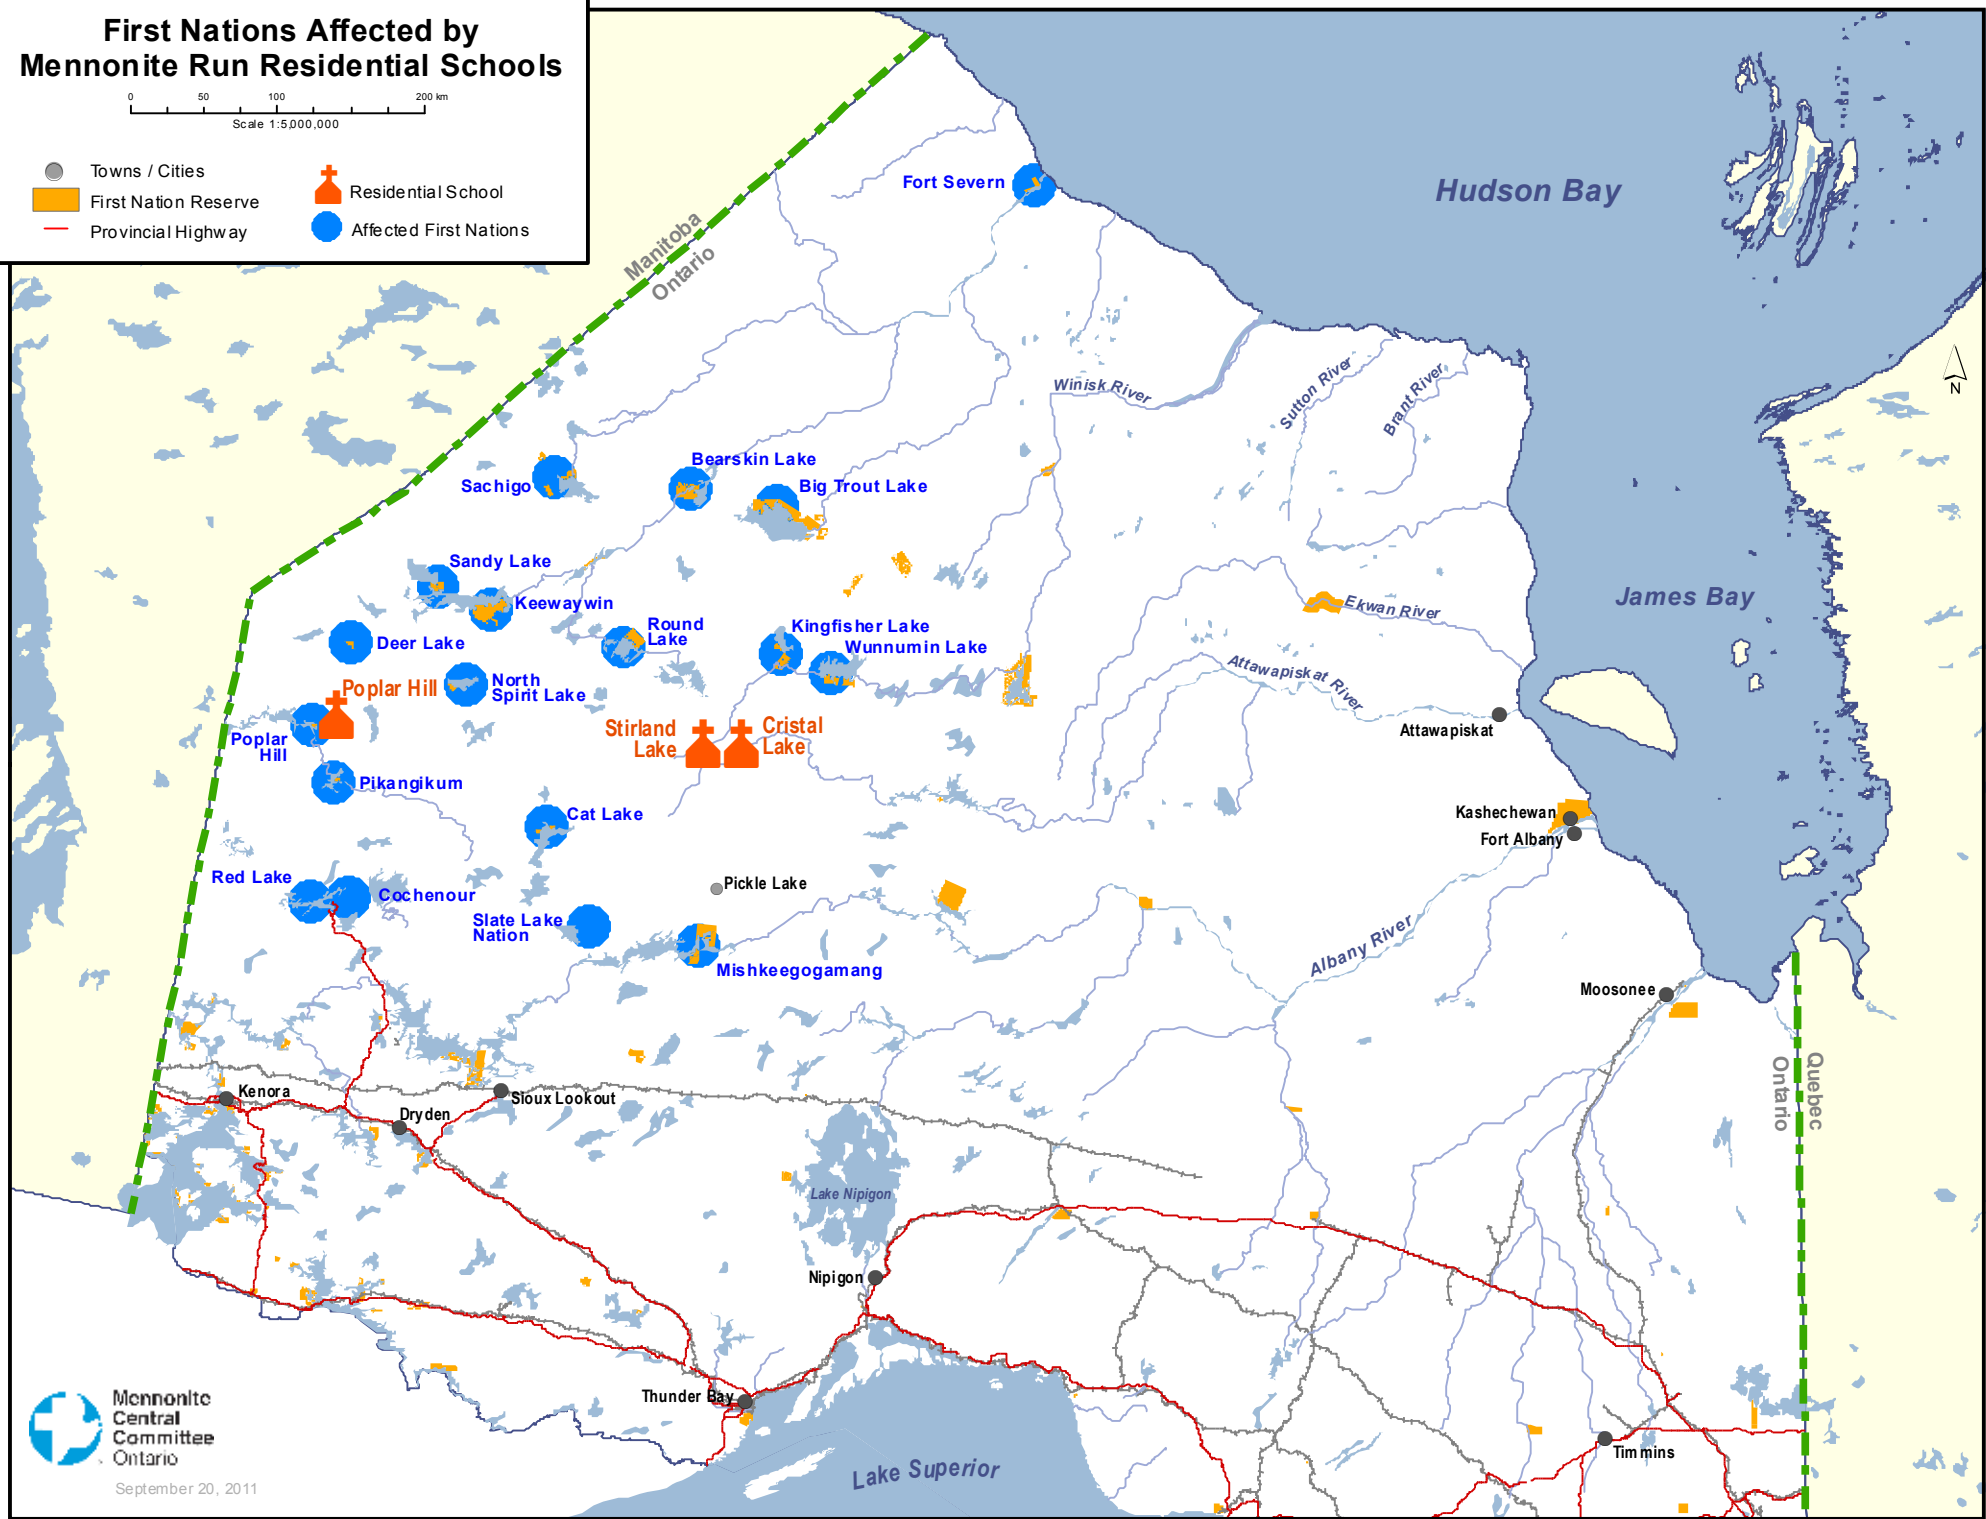 First Nations Affected by
Mennonite Run Residential Schools
0 50 100 200 km
Scale 1:5,000,000
Towns / Cities
First Nation Reserve
Provincial Highway
Residential School
Affected First Nations
Manitoba
Ontario
Fort Severn
Hudson Bay
Winisk River
Sutton River
Brant River
N
Bearskin Lake
Sachigo
Big Trout Lake
Sandy Lake
Keewaywin
Deer Lake
Round
Lake
Kingfisher Lake
Wunnumin Lake
North
Spirit Lake
Ekwan River
James Bay
Attawapiskat River
Attawapiskat
Poplar Hill
Poplar
Hill
Stirland
Lake
Cristal
Lake
Pikangikum
Cat Lake
Kashechewan
Fort Albany
Red Lake
Cochenour
Pickle Lake
Slate Lake
Nation
Mishkeegogamang
Albany River
Moosonee
Quebec
Ontario
Kenora
Dryden
Sioux Lookout
Lake Nipigon
Nipigon
Thunder Bay
Timmins
Lake Superior
Mennonite
Central
Committee
Ontario
September 20, 2011